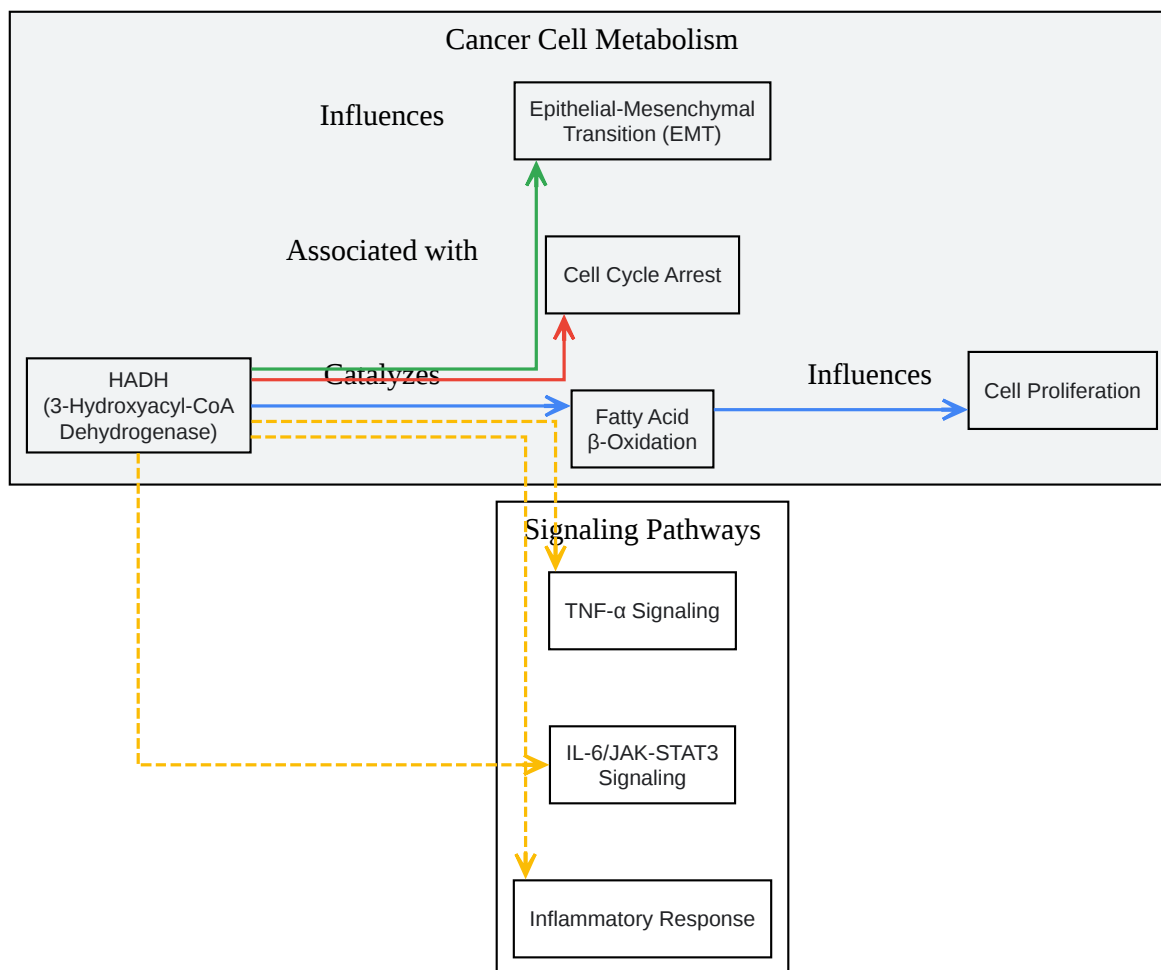 Cancer Cell Metabolism
Influences
Epithelial-Mesenchymal
Transition (EMT)
Associated with
Cell Cycle Arrest
HADH
(3-Hydroxyacyl-CoA
Dehydrogenase)
Catalyzes
Fatty Acid
β-Oxidation
Influences
Cell Proliferation
Signaling Pathways
TNF-α Signaling
IL-6/JAK-STAT3
Signaling
Inflammatory Response